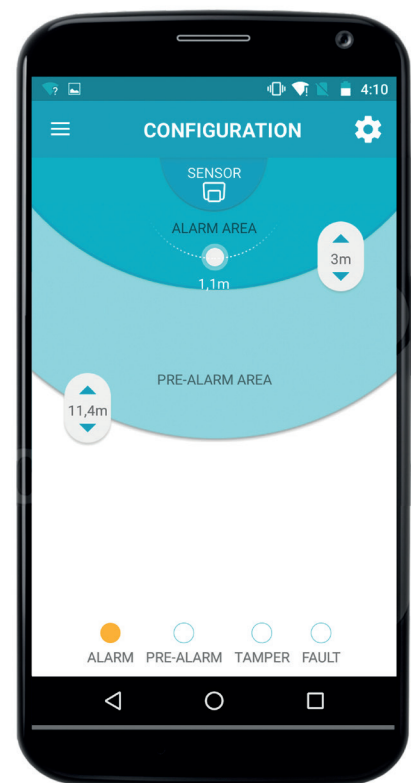 4:10
CONFIGURATION
SENSOR
ALARM AREA
3m
1,1m
PRE-ALARM AREA
11,4m
ALARM PRE-ALARM TAMPER FAULT